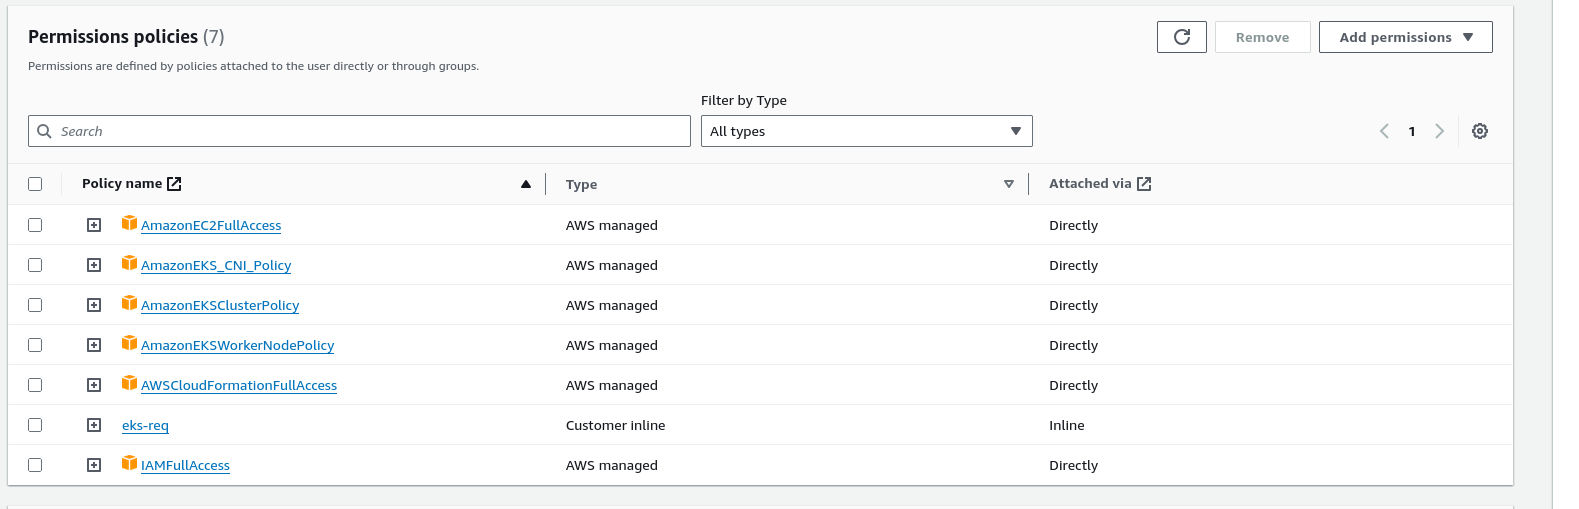 Permissions policies (7)
Remove
Add permissions
Permissions are defined by policies attached to the user directly or through groups.
Filter by Type
Search
All types
1
Policy name
Type
Attached via
AmazonEC2FullAccess
AWS managed
Directly
AmazonEKS_CNI_Policy
AWS managed
Directly
AmazonEKSClusterPolicy
AWS managed
Directly
AmazonEKSWorkerNodePolicy
AWS managed
Directly
AWSCloudFormationFullAccess
AWS managed
Directly
eks-req
Customer inline
Inline
IAMFullAccess
AWS managed
Directly